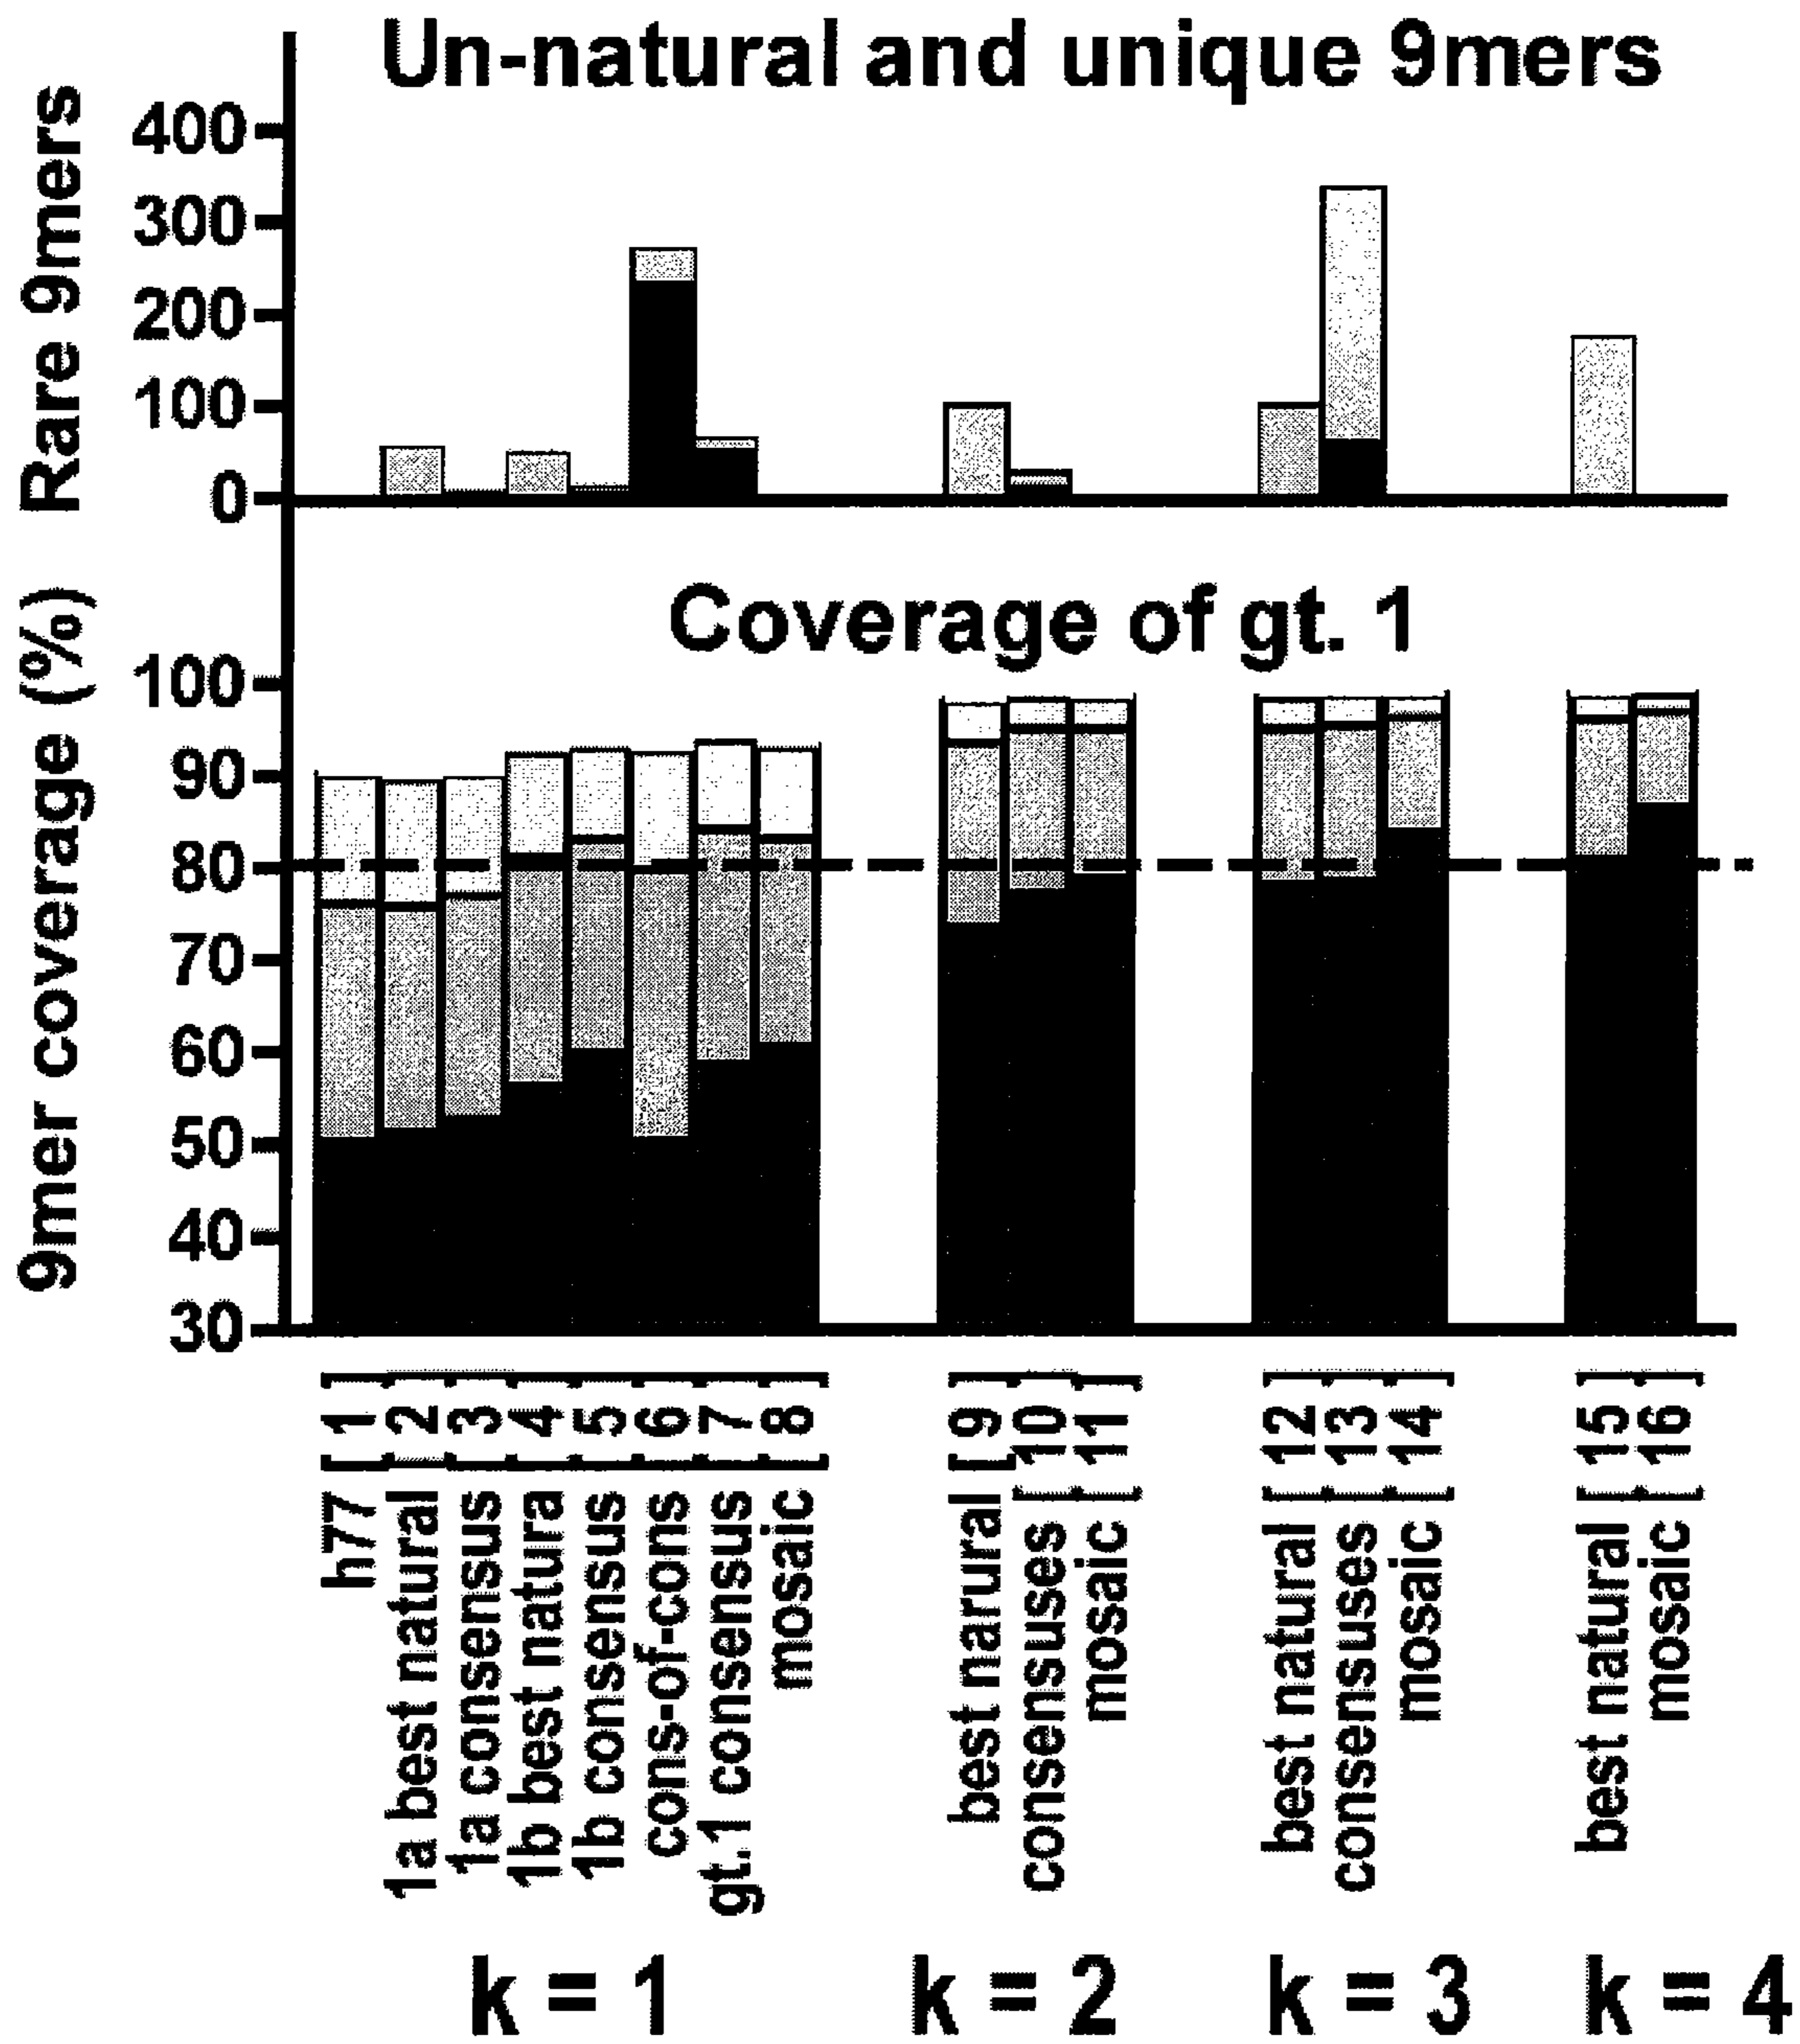 Un-natural and unique 9mers
Rare 9mers
400
300
200
100
0
Coverage of gt. 1
9mer coverage (%)
100
90
80
70
60
50
40
30
[ 1 ]
[ 2 ]
[ 3 ]
[ 4 ]
[ 5 ]
[ 6 ]
[ 7 ]
[ 8 ]
[ 9 ]
[ 10 ]
[ 11 ]
[ 12 ]
[ 13 ]
[ 14 ]
[ 15 ]
[ 16 ]
h77
1a best natural
1a consensus
1b best natura
1b consensus
cons-of-cons
gt.1 consensus
mosaic
best narural
consensuses
mosaic
best natural
consensuses
mosaic
best natural
mosaic
k = 1
k = 2
k = 3
k = 4